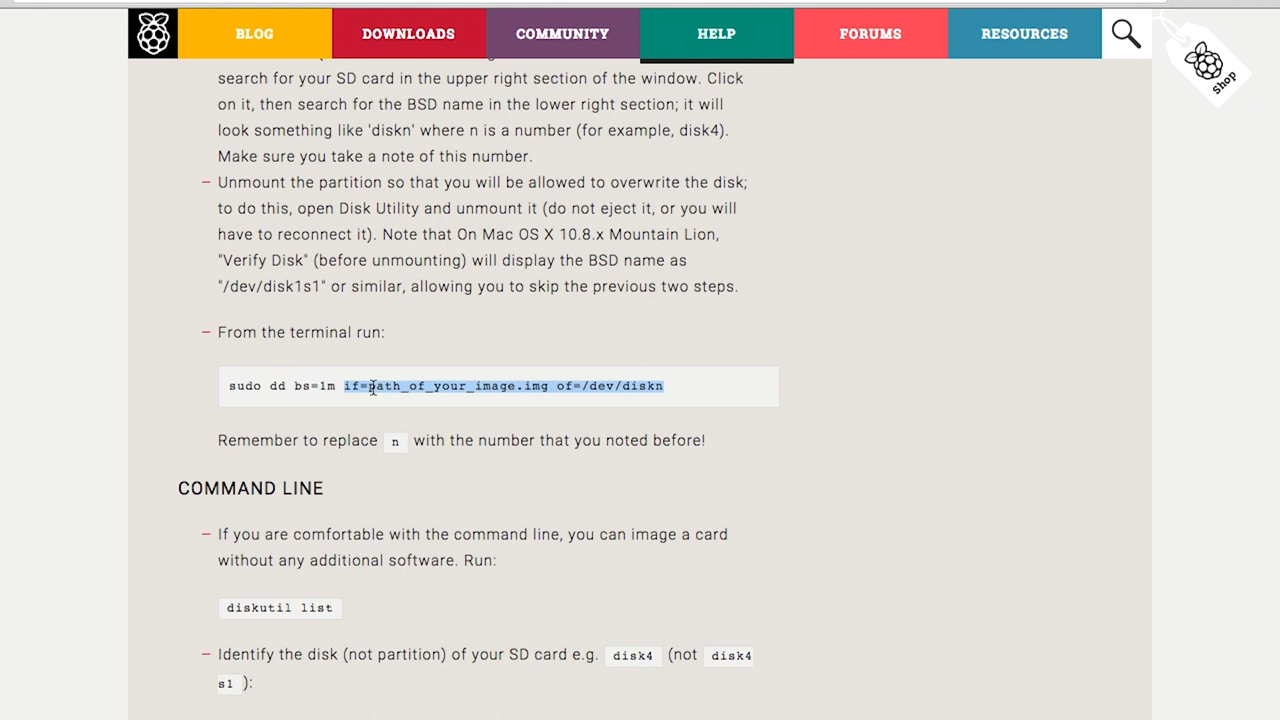 BLOG
DOWNLOADS
COMMUNITY
HELP
FORUMS
RESOURCES
Shop
search for your SD card in the upper right section of the window. Click
on it, then search for the BSD name in the lower right section; it will
look something like 'diskn' where n is a number (for example, disk4).
Make sure you take a note of this number.
– Unmount the partition so that you will be allowed to overwrite the disk;
to do this, open Disk Utility and unmount it (do not eject it, or you will
have to reconnect it). Note that On Mac OS X 10.8.x Mountain Lion,
"Verify Disk" (before unmounting) will display the BSD name as
"/dev/disk1s1" or similar, allowing you to skip the previous two steps.
– From the terminal run:
sudo dd bs=1m if=path_of_your_image.img of=/dev/diskn
Remember to replace n with the number that you noted before!
COMMAND LINE
– If you are comfortable with the command line, you can image a card
without any additional software. Run:
diskutil list
– Identify the disk (not partition) of your SD card e.g. disk4 (not disk4
s1 ):